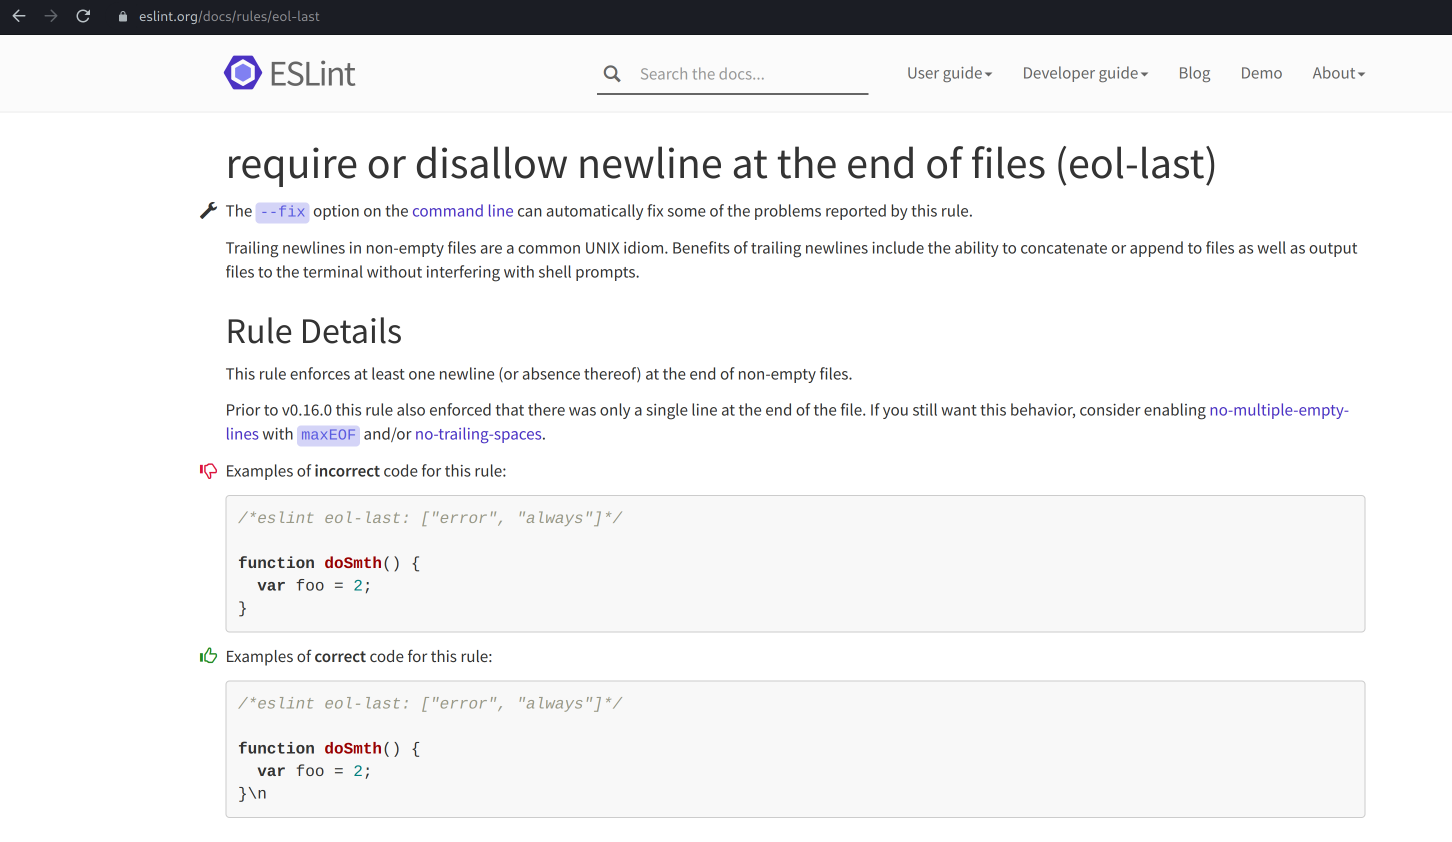 eslint.org/docs/rules/eol-last
ESLint
Search the docs...
User guide
Developer guide
Blog
Demo
About
require or disallow newline at the end of files (eol-last)
The --fix option on the command line can automatically fix some of the problems reported by this rule.
Trailing newlines in non-empty files are a common UNIX idiom. Benefits of trailing newlines include the ability to concatenate or append to files as well as output
files to the terminal without interfering with shell prompts.
Rule Details
This rule enforces at least one newline (or absence thereof) at the end of non-empty files.
Prior to v0.16.0 this rule also enforced that there was only a single line at the end of the file. If you still want this behavior, consider enabling no-multiple-empty-
lines with maxEOF and/or no-trailing-spaces.
Examples of incorrect code for this rule:
/*eslint eol-last: ["error", "always"]*/
function doSmth() {
  var foo = 2;
}
Examples of correct code for this rule:
/*eslint eol-last: ["error", "always"]*/
function doSmth() {
  var foo = 2;
}\n